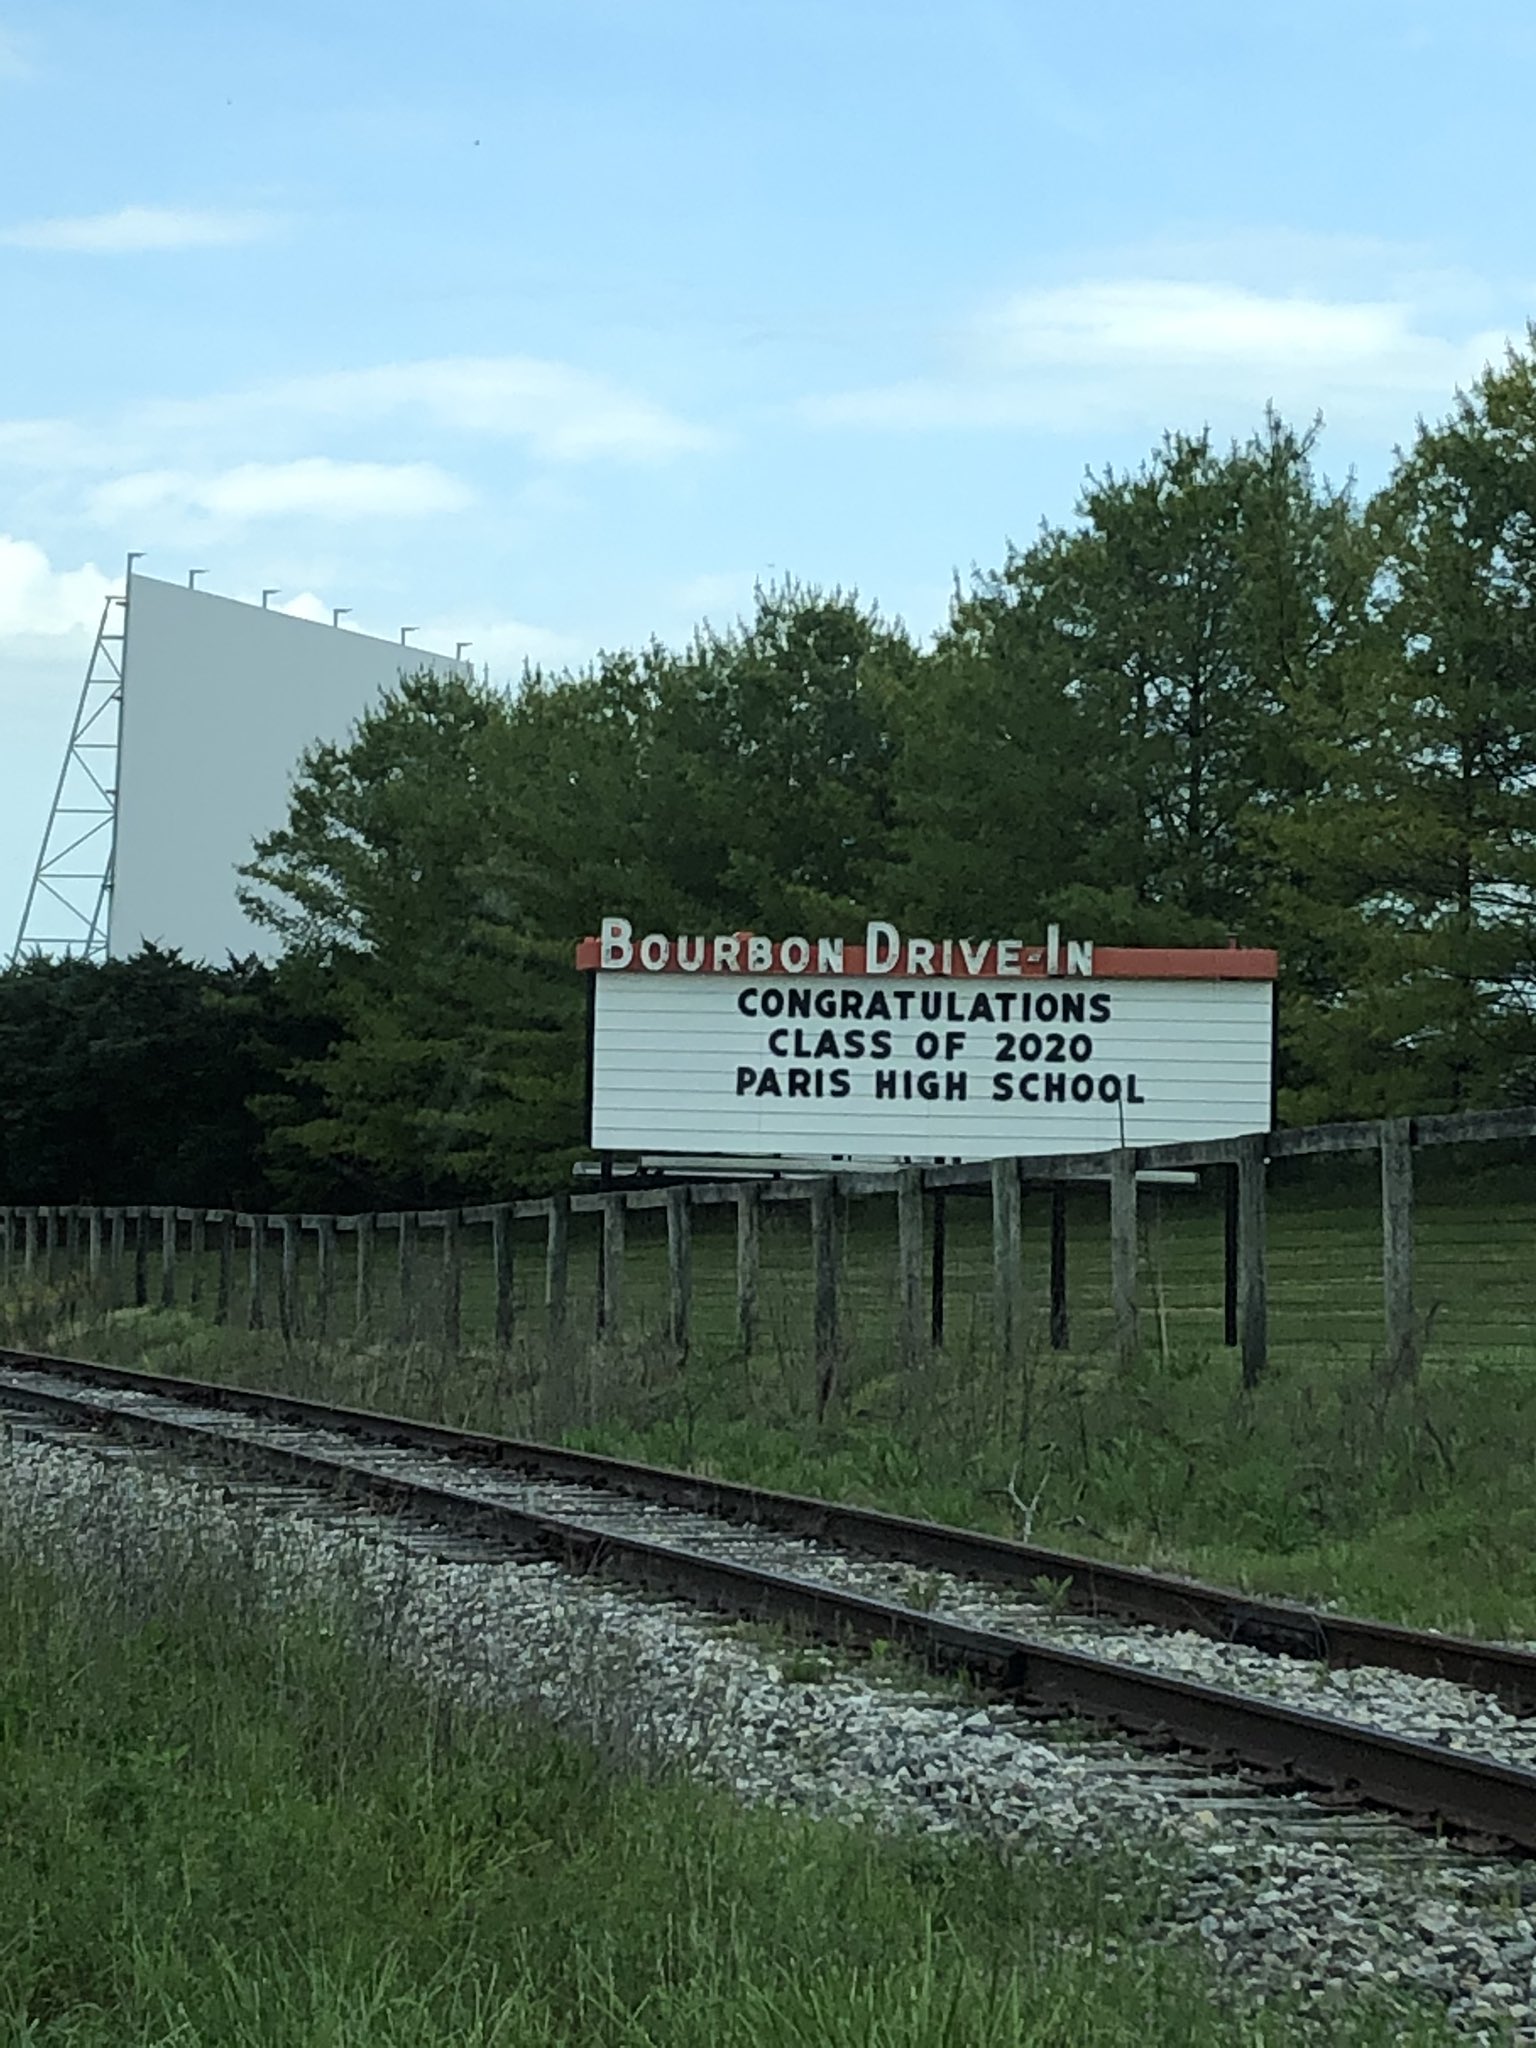 BOURBON DRIVE-IN
CONGRATULATIONS
CLASS OF 2020
PARIS HIGH SCHOOL